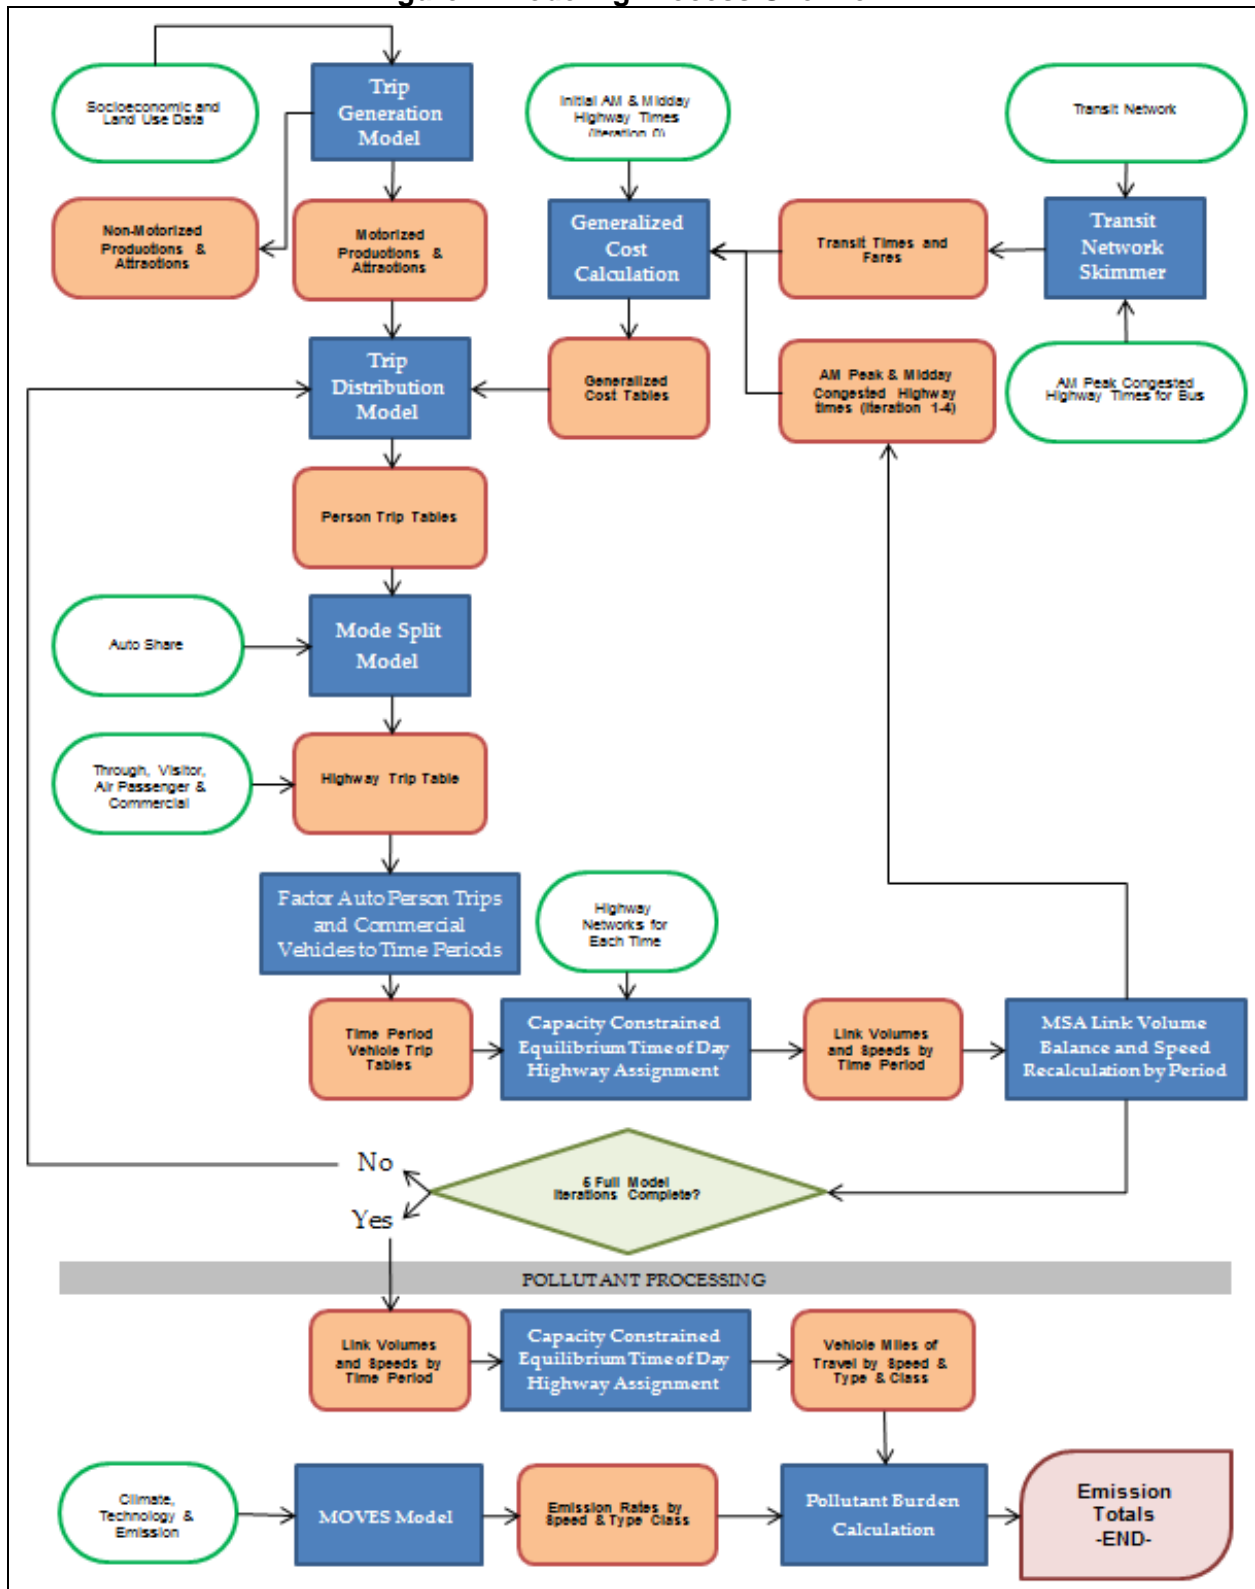 Trip
Generation
Model
Socioeconomic and
Land Use Data
Initial AM & Midday
Highway Times
(Iteration 0)
Transit Network
Non-Motorized
Productions &
Attractions
Motorized
Productions &
Attractions
Generalized
Cost
Calculation
Transit Times and
Fares
Transit
Network
Skimmer
Trip
Distribution
Model
Generalized
Cost Tables
AM Peak & Midday
Congested Highway
times (Iteration 1-4)
AM Peak Congested
Highway Times for Bus
Person Trip Tables
Auto Share
Mode Split
Model
Through, Visitor,
Air Passenger &
Commercial
Highway Trip Table
Factor Auto Person Trips
and Commercial
Vehicles to Time Periods
Highway
Networks for
Each Time
Time Period
Vehicle Trip
Tables
Capacity Constrained
Equilibrium Time of Day
Highway Assignment
Link Volumes
and Speeds by
Time Period
MSA Link Volume
Balance and Speed
Recalculation by Period
No
Yes
5 Full Model
Iterations Complete?
POLLUTANT PROCESSING
Link Volumes
and Speeds by
Time Period
Capacity Constrained
Equilibrium Time of Day
Highway Assignment
Vehicle Miles of
Travel by Speed &
Type & Class
Climate,
Technology &
Emission
MOVES Model
Emission Rates by
Speed & Type Class
Pollutant Burden
Calculation
Emission
Totals
-END-